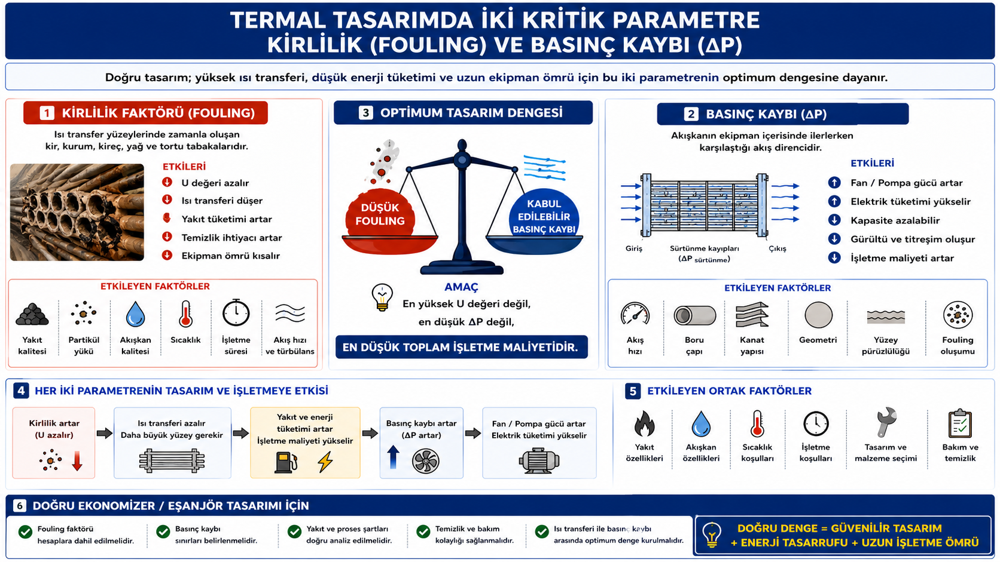 TERMAL TASARIMDA İKİ KRİTİK PARAMETRE
KİRLİLİK (FOULING) VE BASINÇ KAYBI (ΔP)
Doğru tasarım; yüksek ısı transferi, düşük enerji tüketimi ve uzun ekipman ömrü için bu iki parametrenin optimum dengesine dayanır.
1 KİRLİLİK FAKTÖRÜ (FOULING)
Isı transfer yüzeylerinde zamanla oluşan
kir, kurum, kireç, yağ ve tortu tabakalarıdır.
ETKİLERİ
U değeri azalır
Isı transferi düşer
Yakıt tüketimi artar
Temizlik ihtiyacı artar
Ekipman ömrü kısalır
ETKİLEYEN FAKTÖRLER
Yakıt
kalitesi
Partikül
yükü
Akışkan
kalitesi
Sıcaklık
İşletme
süresi
Akış hızı
ve türbülans
3 OPTİMUM TASARIM DENGESİ
DÜŞÜK
FOULING
KABUL
EDİLEBİLİR
BASINÇ KAYBI
AMAÇ
En yüksek U değeri değil,
en düşük ΔP değil,
EN DÜŞÜK TOPLAM İŞLETME MALİYETİDİR.
2 BASINÇ KAYBI (ΔP)
Akışkanın ekipman içerisinde ilerlerken
karşılaştığı akış direncidir.
Giriş
Sürtünme kayıpları
(ΔP sürtünme)
Çıkış
ETKİLERİ
Fan / Pompa gücü artar
Elektrik tüketimi yükselir
Kapasite azalabilir
Gürültü ve titreşim oluşur
İşletme maliyeti artar
ETKİLEYEN FAKTÖRLER
Akış
hızı
Boru
çapı
Kanat
yapısı
Geometri
Yüzey
pürüzlülüğü
Fouling
oluşumu
4 HER İKİ PARAMETRENİN TASARIM ve İŞLETMEYE ETKİSİ
Kirlilik artar
(U azalır)
Isı transferi azalır
Daha büyük yüzey gerekir
Yakıt ve enerji
tüketimi artar
İşletme maliyeti yükselir
Basınç kaybı artar
(ΔP artar)
Fan / Pompa gücü artar
Elektrik tüketimi yükselir
5 ETKİLEYEN ORTAK FAKTÖRLER
Yakıt
özellikleri
Akışkan
özellikleri
Sıcaklık
koşulları
İşletme
koşulları
Tasarım ve
malzeme seçimi
Bakım ve
temizlik
6 DOĞRU EKONOMİZER / EŞANJÖR TASARIMI İÇİN
Fouling faktörü
hesaplara dahil edilmelidir.
Basınç kaybı
sınırları belirlenmelidir.
Yakıt ve proses şartları
doğru analiz edilmelidir.
Temizlik ve bakım
kolaylığı sağlanmalıdır.
Isı transferi ile basınç kaybı
arasında optimum denge kurulmalıdır.
DOĞRU DENGE = GÜVENİLİR TASARIM
+ ENERJİ TASARRUFU + UZUN İŞLETME ÖMRÜ